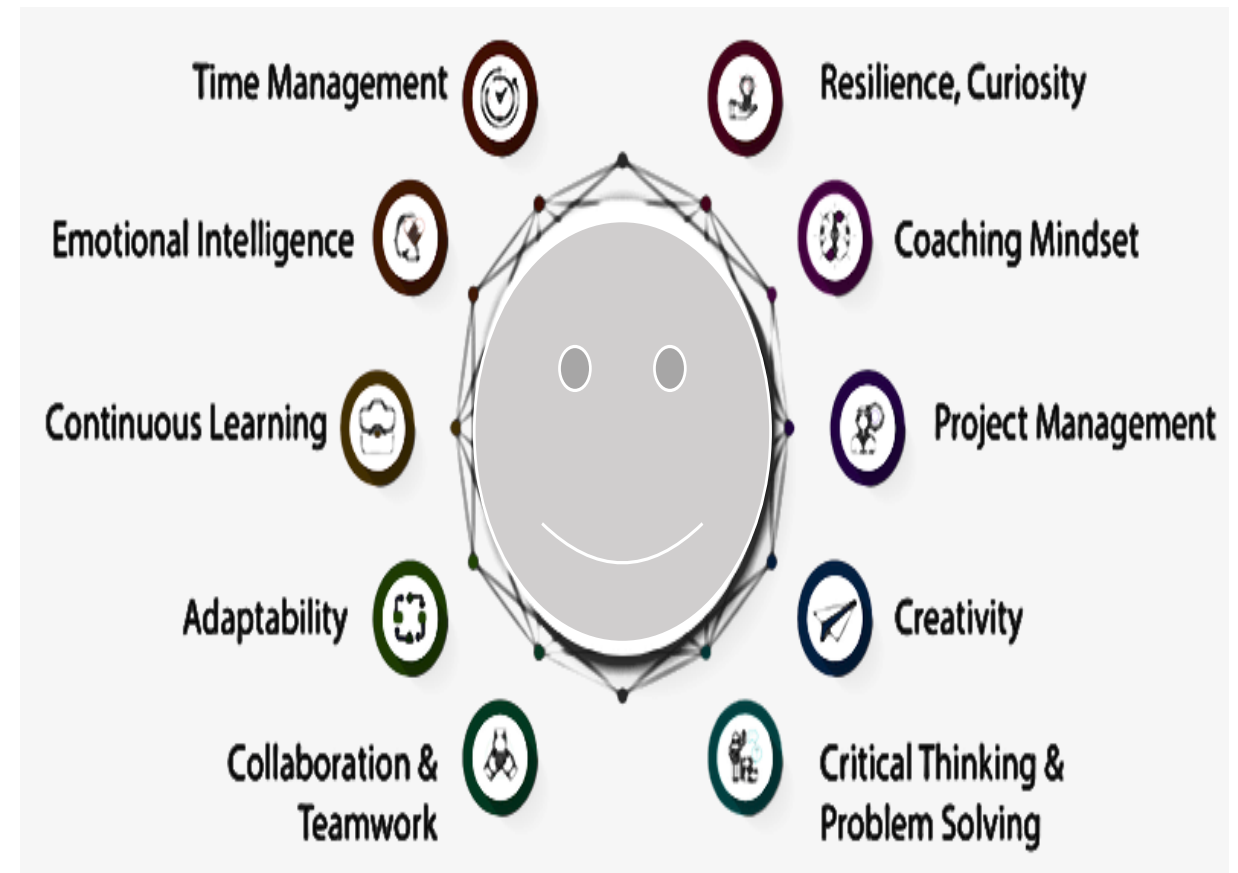 Time Management
Resilience, Curiosity
Emotional Intelligence
Coaching Mindset
Continuous Learning
Project Management
Adaptability
Creativity
Collaboration &
Teamwork
Critical Thinking &
Problem Solving